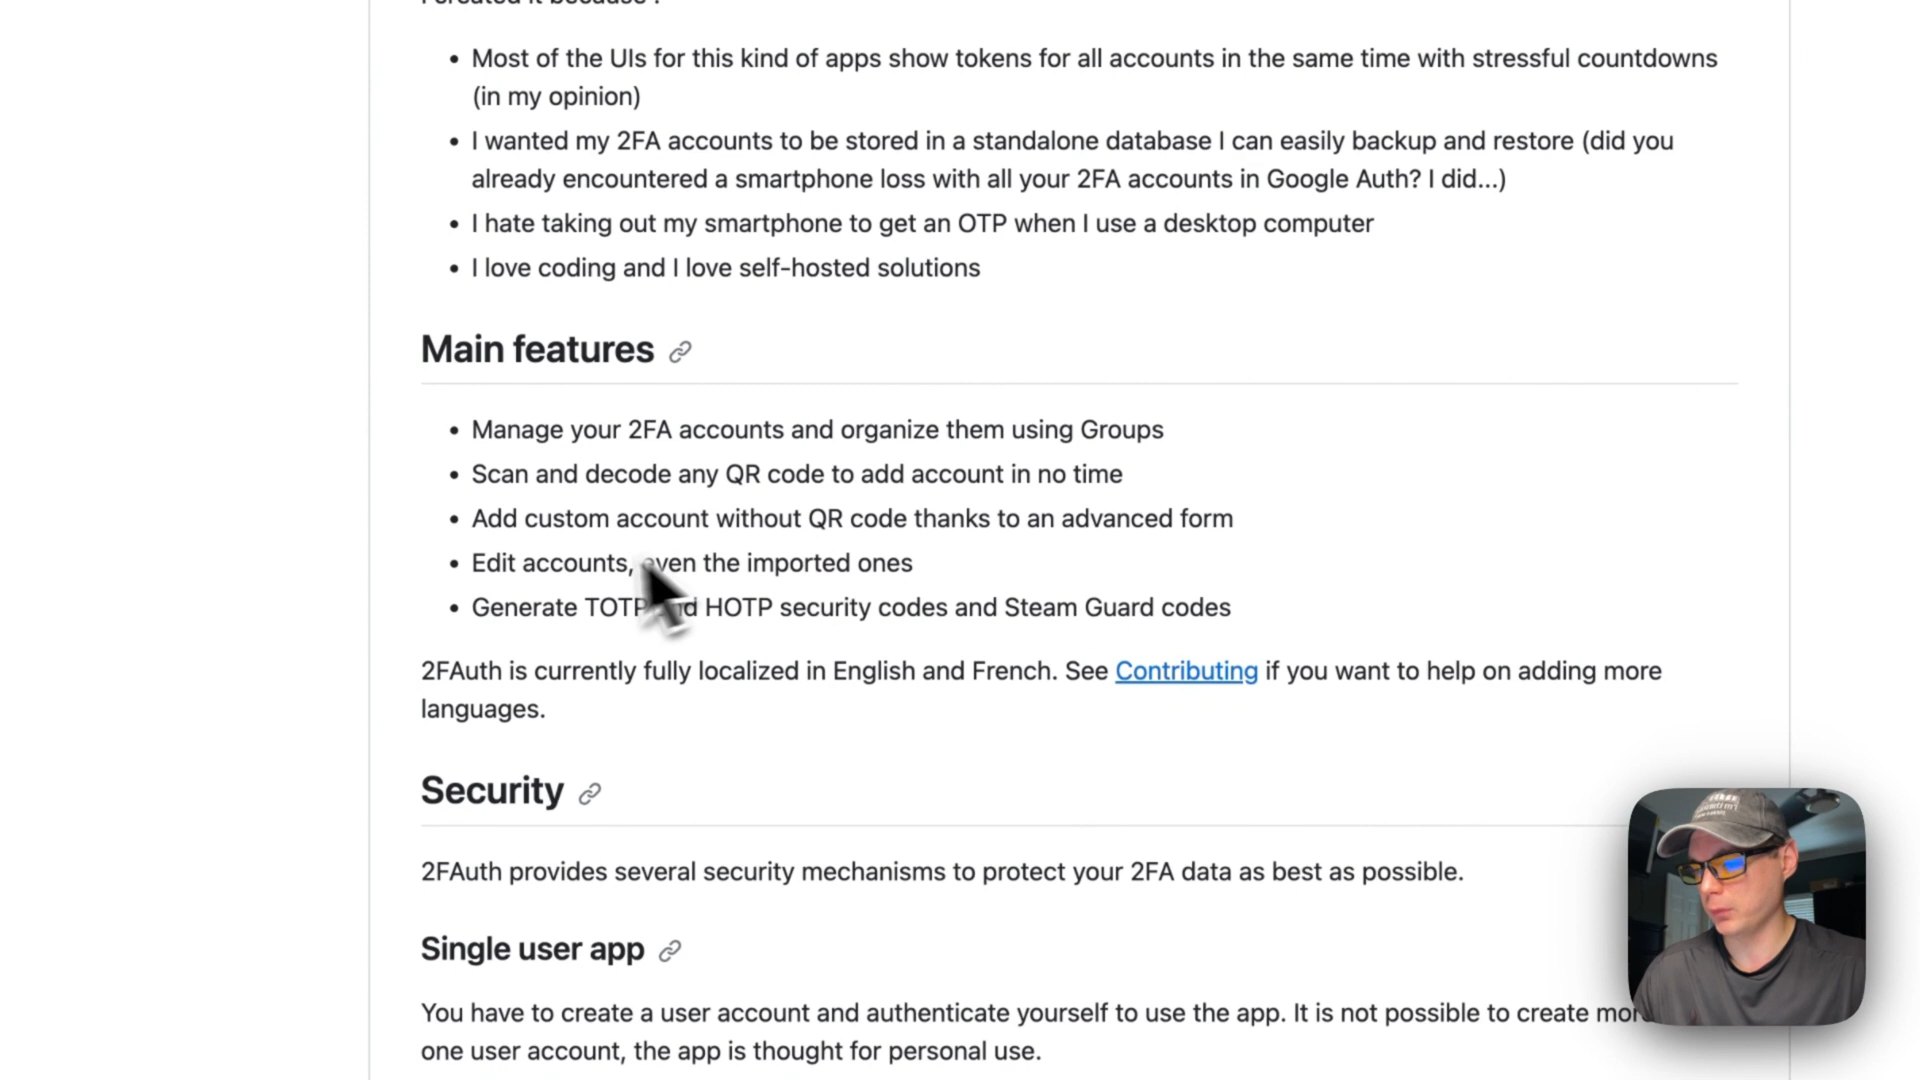 Most of the UIs for this kind of apps show tokens for all accounts in the same time with stressful countdowns
(in my opinion)
I wanted my 2FA accounts to be stored in a standalone database I can easily backup and restore (did you
already encountered a smartphone loss with all your 2FA accounts in Google Auth? I did...)
I hate taking out my smartphone to get an OTP when I use a desktop computer
I love coding and I love self-hosted solutions
Main features
Manage your 2FA accounts and organize them using Groups
Scan and decode any QR code to add account in no time
Add custom account without QR code thanks to an advanced form
Edit accounts, even the imported ones
Generate TOTP and HOTP security codes and Steam Guard codes
2FAuth is currently fully localized in English and French. See Contributing if you want to help on adding more
languages.
Security
2FAuth provides several security mechanisms to protect your 2FA data as best as possible.
Single user app
You have to create a user account and authenticate yourself to use the app. It is not possible to create
one user account, the app is thought for personal use.